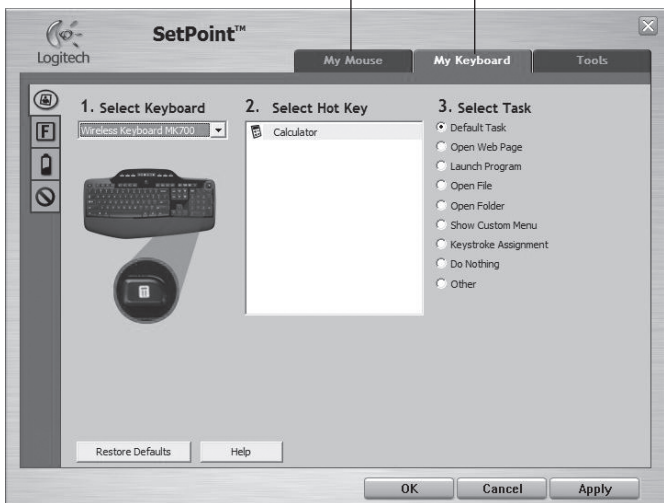 Logitech
SetPoint™
My Mouse
My Keyboard
Tools
1. Select Keyboard
Wireless Keyboard MK700
2. Select Hot Key
Calculator
3. Select Task
Default Task
Open Web Page
Launch Program
Open File
Open Folder
Show Custom Menu
Keystroke Assignment
Do Nothing
Other
F
Restore Defaults
Help
OK
Cancel
Apply